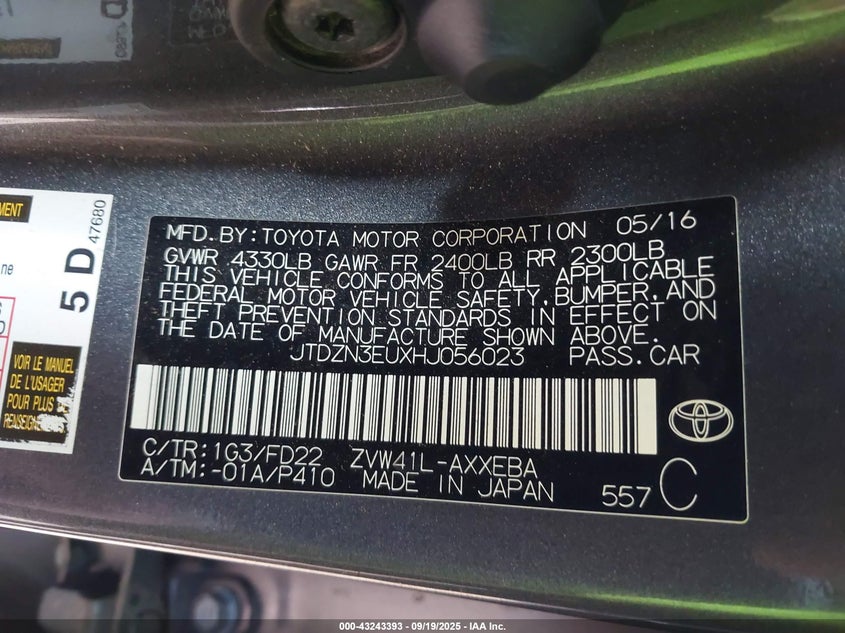 MENT
5 D 47680
ne
VOIR LE MANUEL
DE L'USAGER
POUR PLUS
MFD.BY:TOYOTA MOTOR CORPORATION 05/16
GVWR 4330LB GAWR FR 2400LB RR 2300LB
THIS VEHICLE CONFORMS TO ALL APPLICABLE
FEDERAL MOTOR VEHICLE SAFETY,BUMPER,AND
THEFT PREVENTION STANDARDS IN EFFECT ON
THE DATE OF MANUFACTURE SHOWN ABOVE.
JTDZN3EUXHJ056023 PASS.CAR
C/TR:1G3/FD22 ZVW41L-AXXEBA
A/TM:-01A/P410 MADE IN JAPAN 557 C
000-43243393 - 09/19/2025 - IAA Inc.